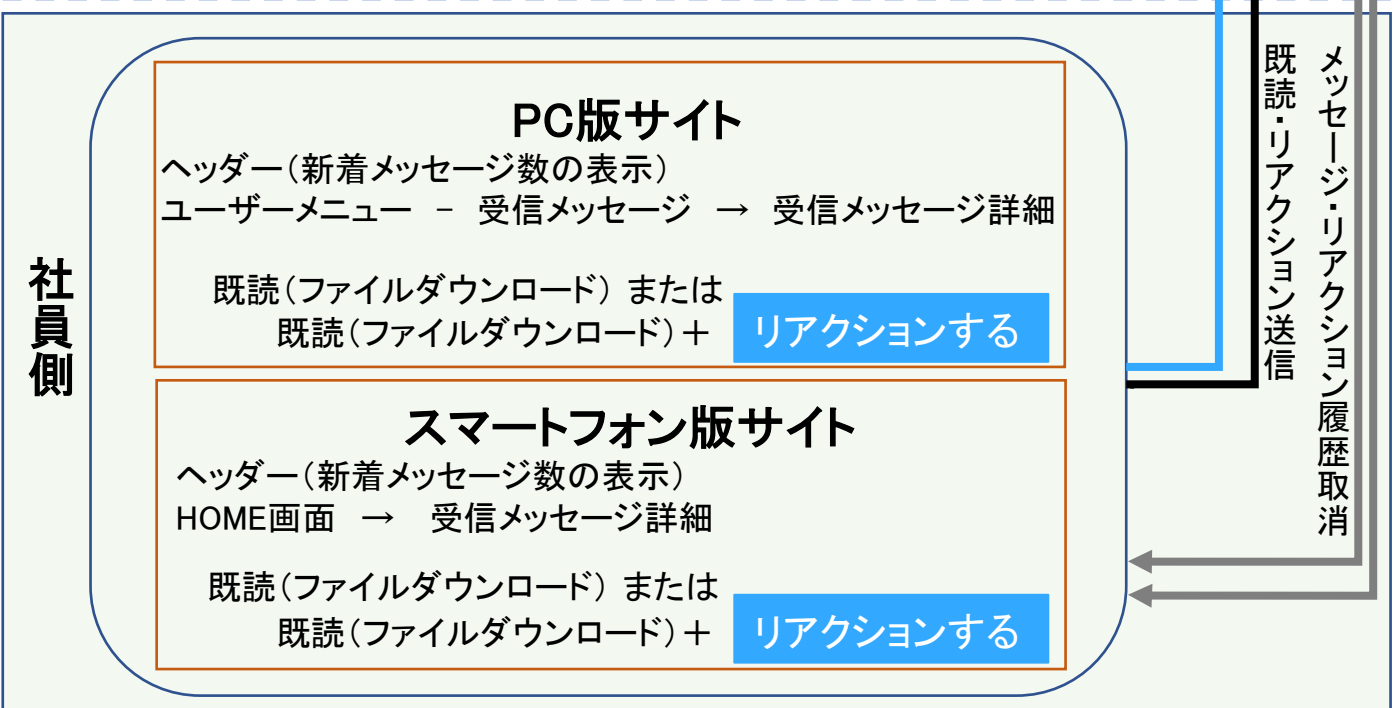 社員側
PC版サイト
ヘッダー(新着メッセージ数の表示)
ユーザーメニュー - 受信メッセージ → 受信メッセージ詳細
既読(ファイルダウンロード) または
既読(ファイルダウンロード)+ リアクションする
スマートフォン版サイト
ヘッダー(新着メッセージ数の表示)
HOME画面 → 受信メッセージ詳細
既読(ファイルダウンロード) または
既読(ファイルダウンロード)+ リアクションする
既読・リアクション送信
メッセージ・リアクション履歴取消